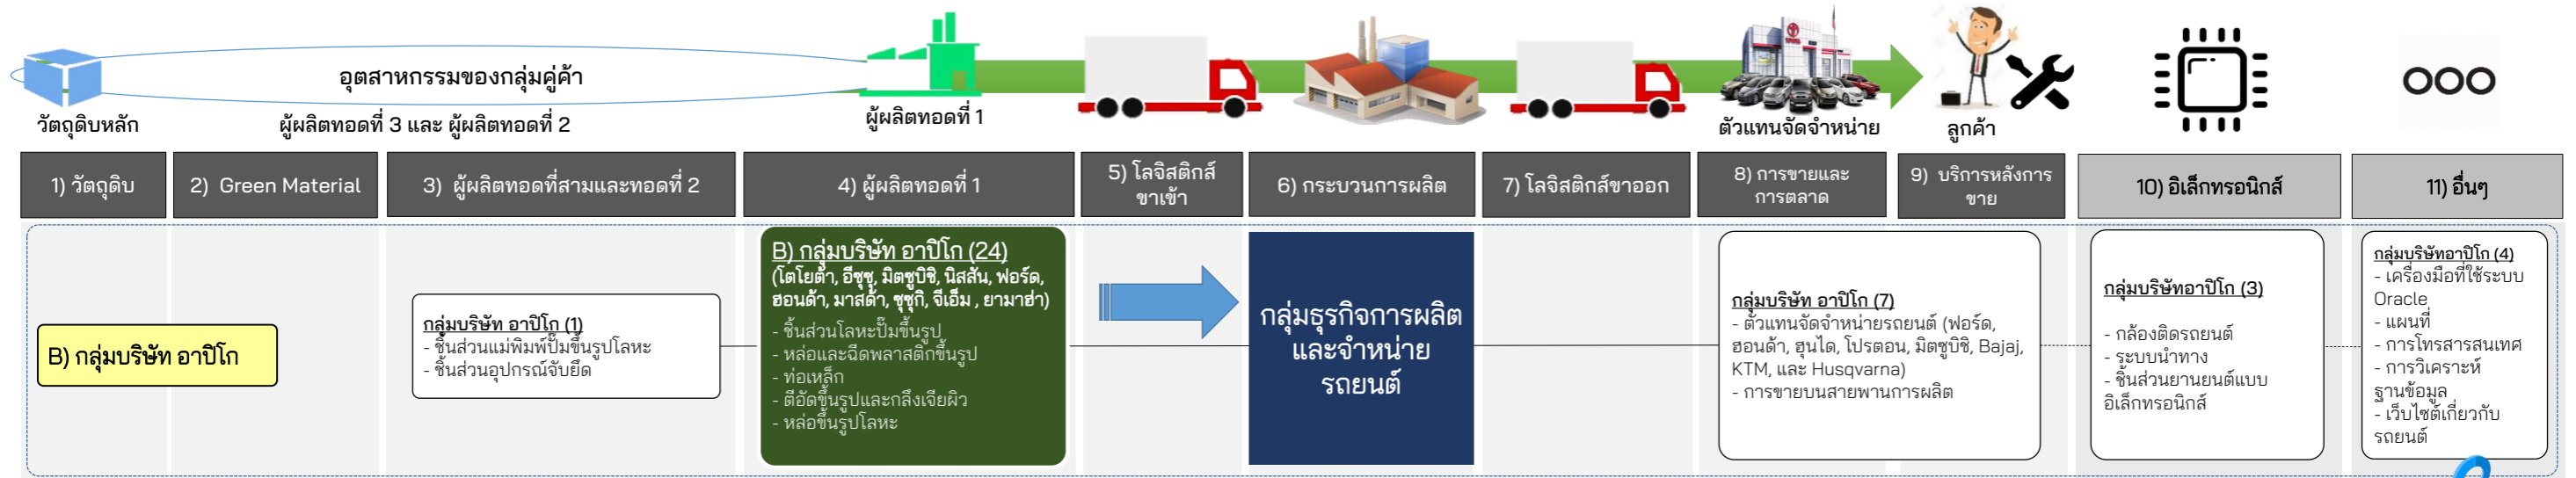 อุตสาหกรรมของกลุ่มคู่ค้า
วัตถุดิบหลัก
ผู้ผลิตทอดที่ 3 และ ผู้ผลิตทอดที่ 2
ผู้ผลิตทอดที่ 1
TOYOTA
ตัวแทนจัดจำหน่าย
ลูกค้า
1) วัตถุดิบ
2) Green Material
3) ผู้ผลิตทอดที่สามและทอดที่ 2
4) ผู้ผลิตทอดที่ 1
5) โลจิสติกส์
ขาเข้า
6) กระบวนการผลิต
7) โลจิสติกส์ขาออก
8) การขายและ
การตลาด
9) บริการหลังการ
ขาย
10) อิเล็กทรอนิกส์
11) อื่นๆ
B) กลุ่มบริษัท อาปิโก
กลุ่มบริษัท อาปิโก (1)
- ชิ้นส่วนแม่พิมพ์ปั๊มขึ้นรูปโลหะ
- ชิ้นส่วนอุปกรณ์จับยึด
B) กลุ่มบริษัท อาปิโก (24)
(โตโยต้า, อีซุซุ, มิตซูบิชิ, นิสสัน, ฟอร์ด,
ฮอนด้า, มาสด้า, ซูซุกิ, จีเอ็ม , ยามาฮ่า)
- ชิ้นส่วนโลหะปั๊มขึ้นรูป
- หล่อและฉีดพลาสติกขึ้นรูป
- ท่อเหล็ก
- ตีอัดขึ้นรูปและกลึงเจียผิว
- หล่อขึ้นรูปโลหะ
กลุ่มธุรกิจการผลิต
และจำหน่าย
รถยนต์
กลุ่มบริษัท อาปิโก (7)
- ตัวแทนจัดจำหน่ายรถยนต์ (ฟอร์ด,
ฮอนด้า, ฮุนได, โปรตอน, มิตซูบิชิ, Bajaj,
KTM, และ Husqvarna)
- การขายบนสายพานการผลิต
กลุ่มบริษัทอาปิโก (3)
- กล้องติดรถยนต์
- ระบบนำทาง
- ชิ้นส่วนยานยนต์แบบ
อิเล็กทรอนิกส์
กลุ่มบริษัทอาปิโก (4)
- เครื่องมือที่ใช้ระบบ
Oracle
- แผนที่
- การโทรสารสนเทศ
- การวิเคราะห์
ฐานข้อมูล
- เว็บไซต์เกี่ยวกับ
รถยนต์